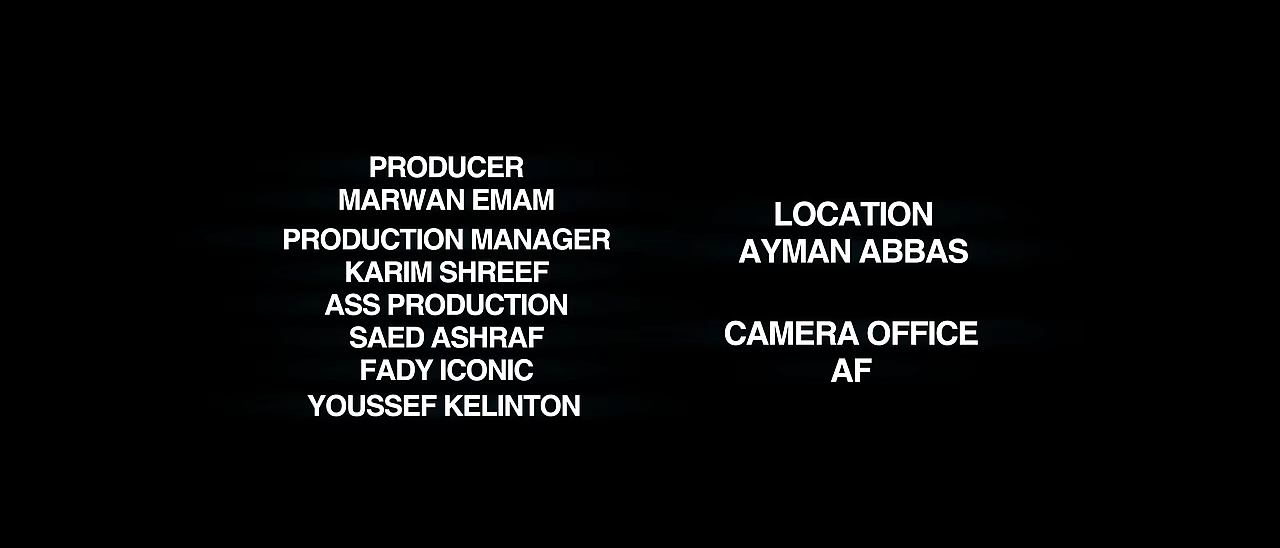 PRODUCER
MARWAN EMAM
PRODUCTION MANAGER
KARIM SHREEF
ASS PRODUCTION
SAED ASHRAF
FADY ICONIC
YOUSSEF KELINTON
LOCATION
AYMAN ABBAS
CAMERA OFFICE
AF